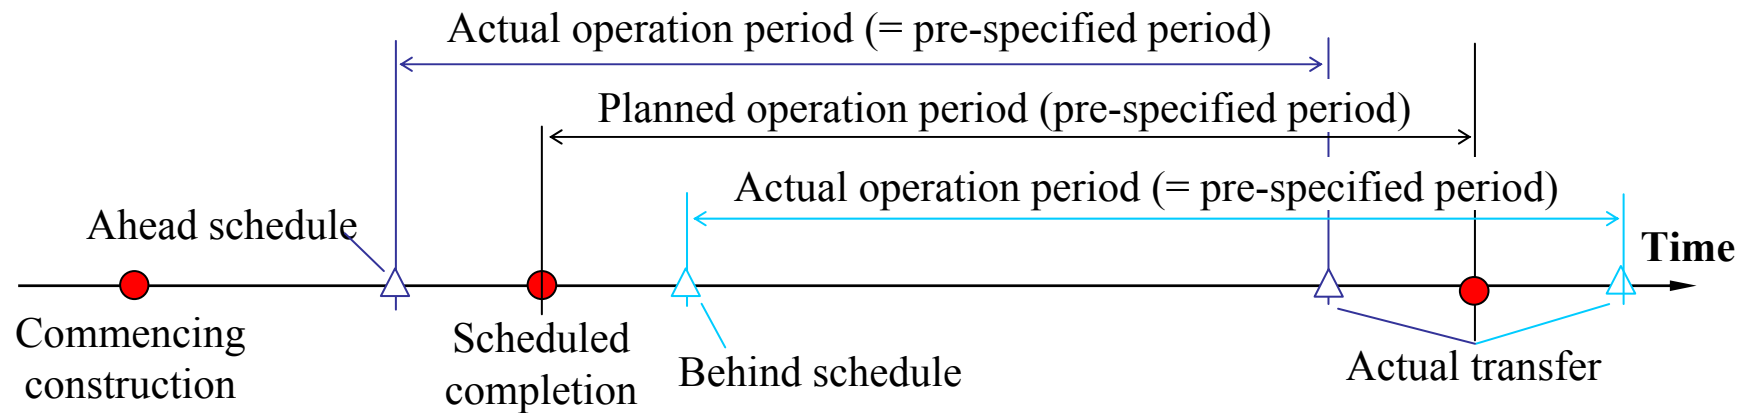 Actual operation period (= pre-specified period)
Planned operation period (pre-specified period)
Actual operation period (= pre-specified period)
Ahead schedule
Time
Commencing
construction
Scheduled
completion
Behind schedule
Actual transfer